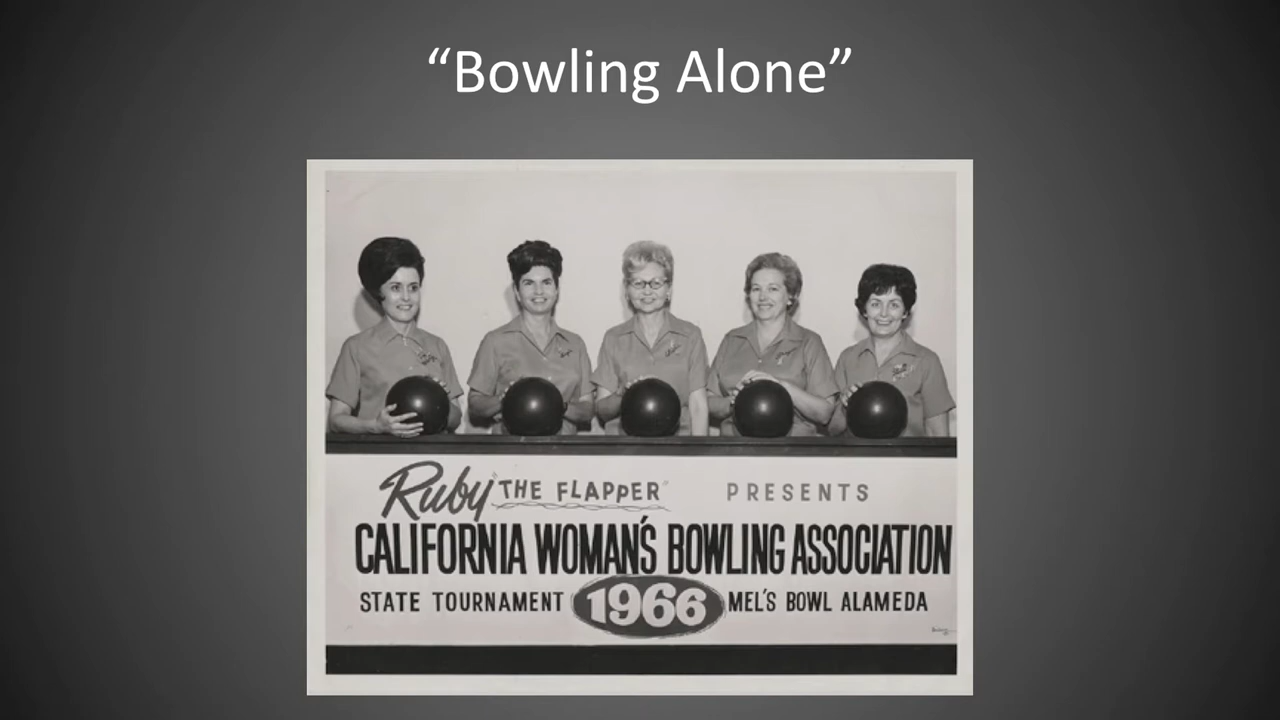 “Bowling Alone”
Ruby "THE FLAPPER" PRESENTS
CALIFORNIA WOMAN'S BOWLING ASSOCIATION
STATE TOURNAMENT 1966 MEL'S BOWL ALAMEDA